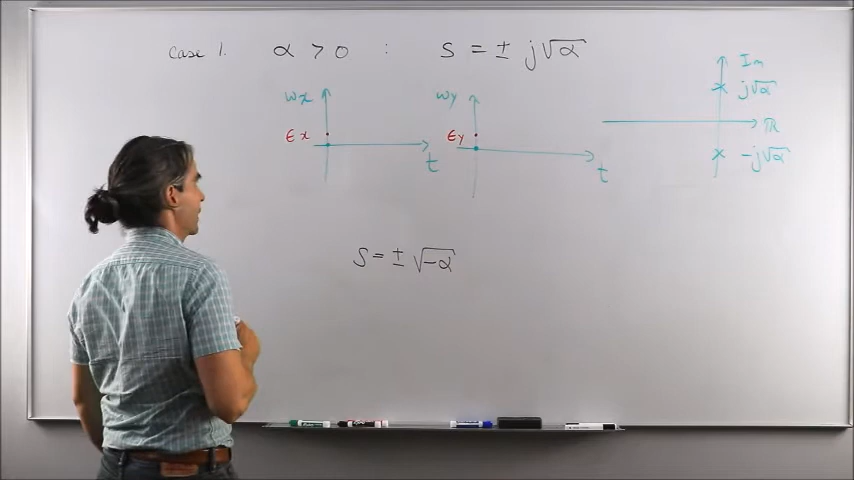 case 1. α > 0 : s = ± j√α
ωx
ϵx
t
ωy
ϵy
t
Im
j√α
ℝ
-j√α
s = ± √-α